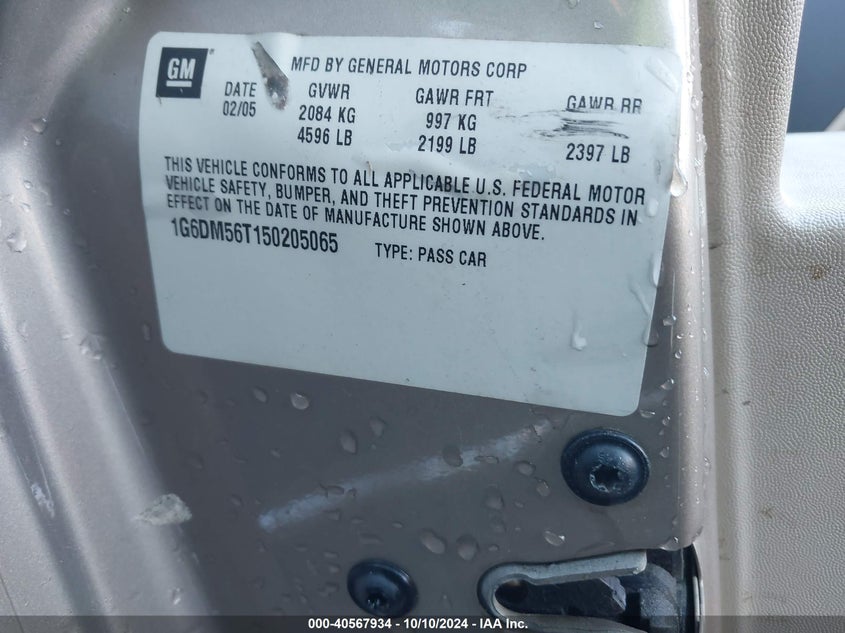 GM
MFD BY GENERAL MOTORS CORP
DATE GVWR GAWR FRT GAWR RR
02/05 2084 KG 997 KG
4596 LB 2199 LB 2397 LB
THIS VEHICLE CONFORMS TO ALL APPLICABLE U.S. FEDERAL MOTOR
VEHICLE SAFETY, BUMPER, AND THEFT PREVENTION STANDARDS IN
EFFECT ON THE DATE OF MANUFACTURE SHOWN ABOVE.
1G6DM56T150205065 TYPE: PASS CAR
000-40567934 - 10/10/2024 - IAA Inc.